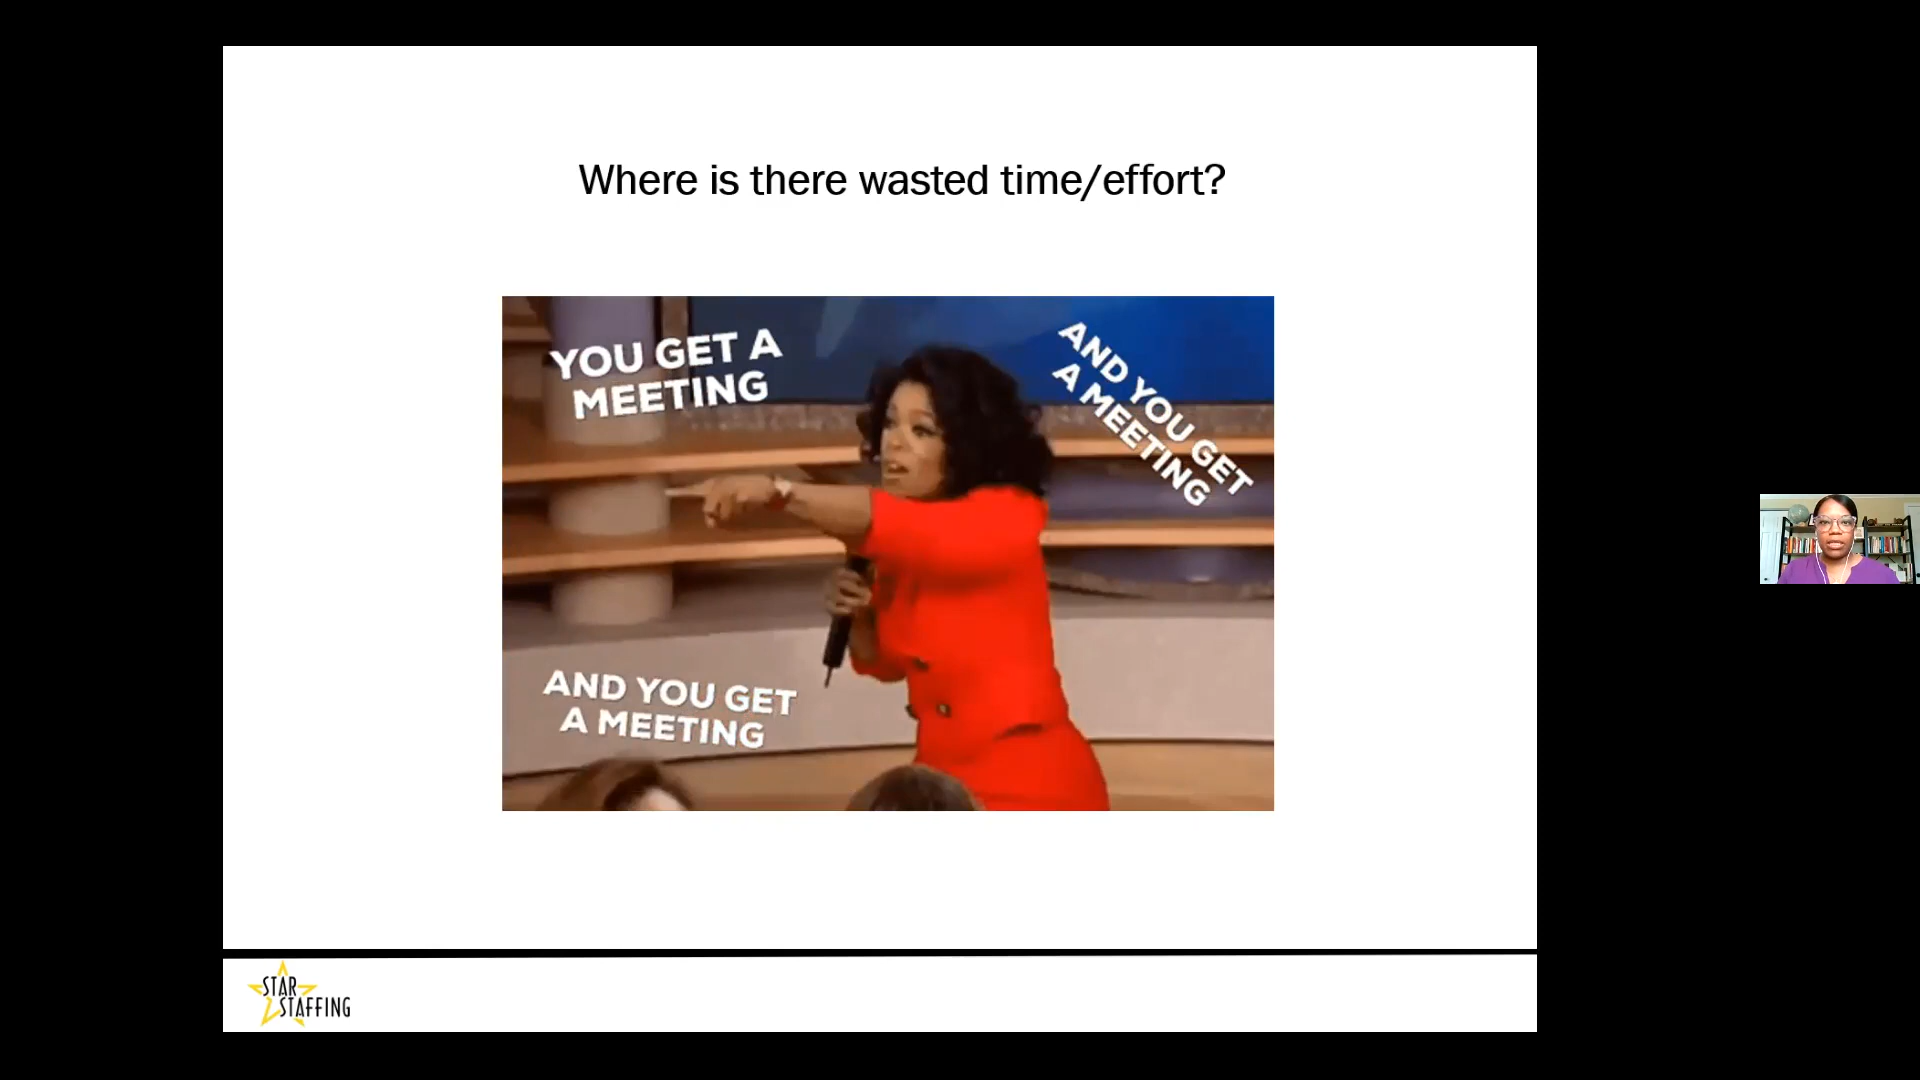 Where is there wasted time/effort?
YOU GET A
MEETING
AND YOU GET
A MEETING
AND YOU GET
A MEETING
STAR
STAFFING